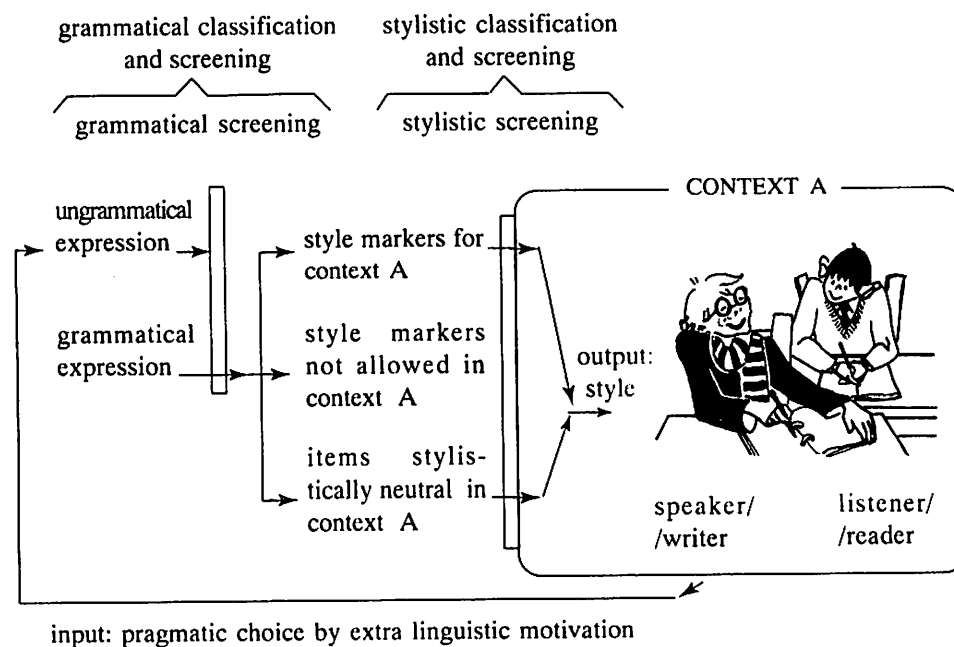 grammatical classification
and screening
stylistic classification
and screening
grammatical screening
stylistic screening
CONTEXT A
ungrammatical
expression
style markers for
context A
grammatical
expression
style markers
not allowed in
context A
output:
style
items stylis-
tically neutral in
context A
speaker/
/writer
listener/
/reader
input: pragmatic choice by extra linguistic motivation